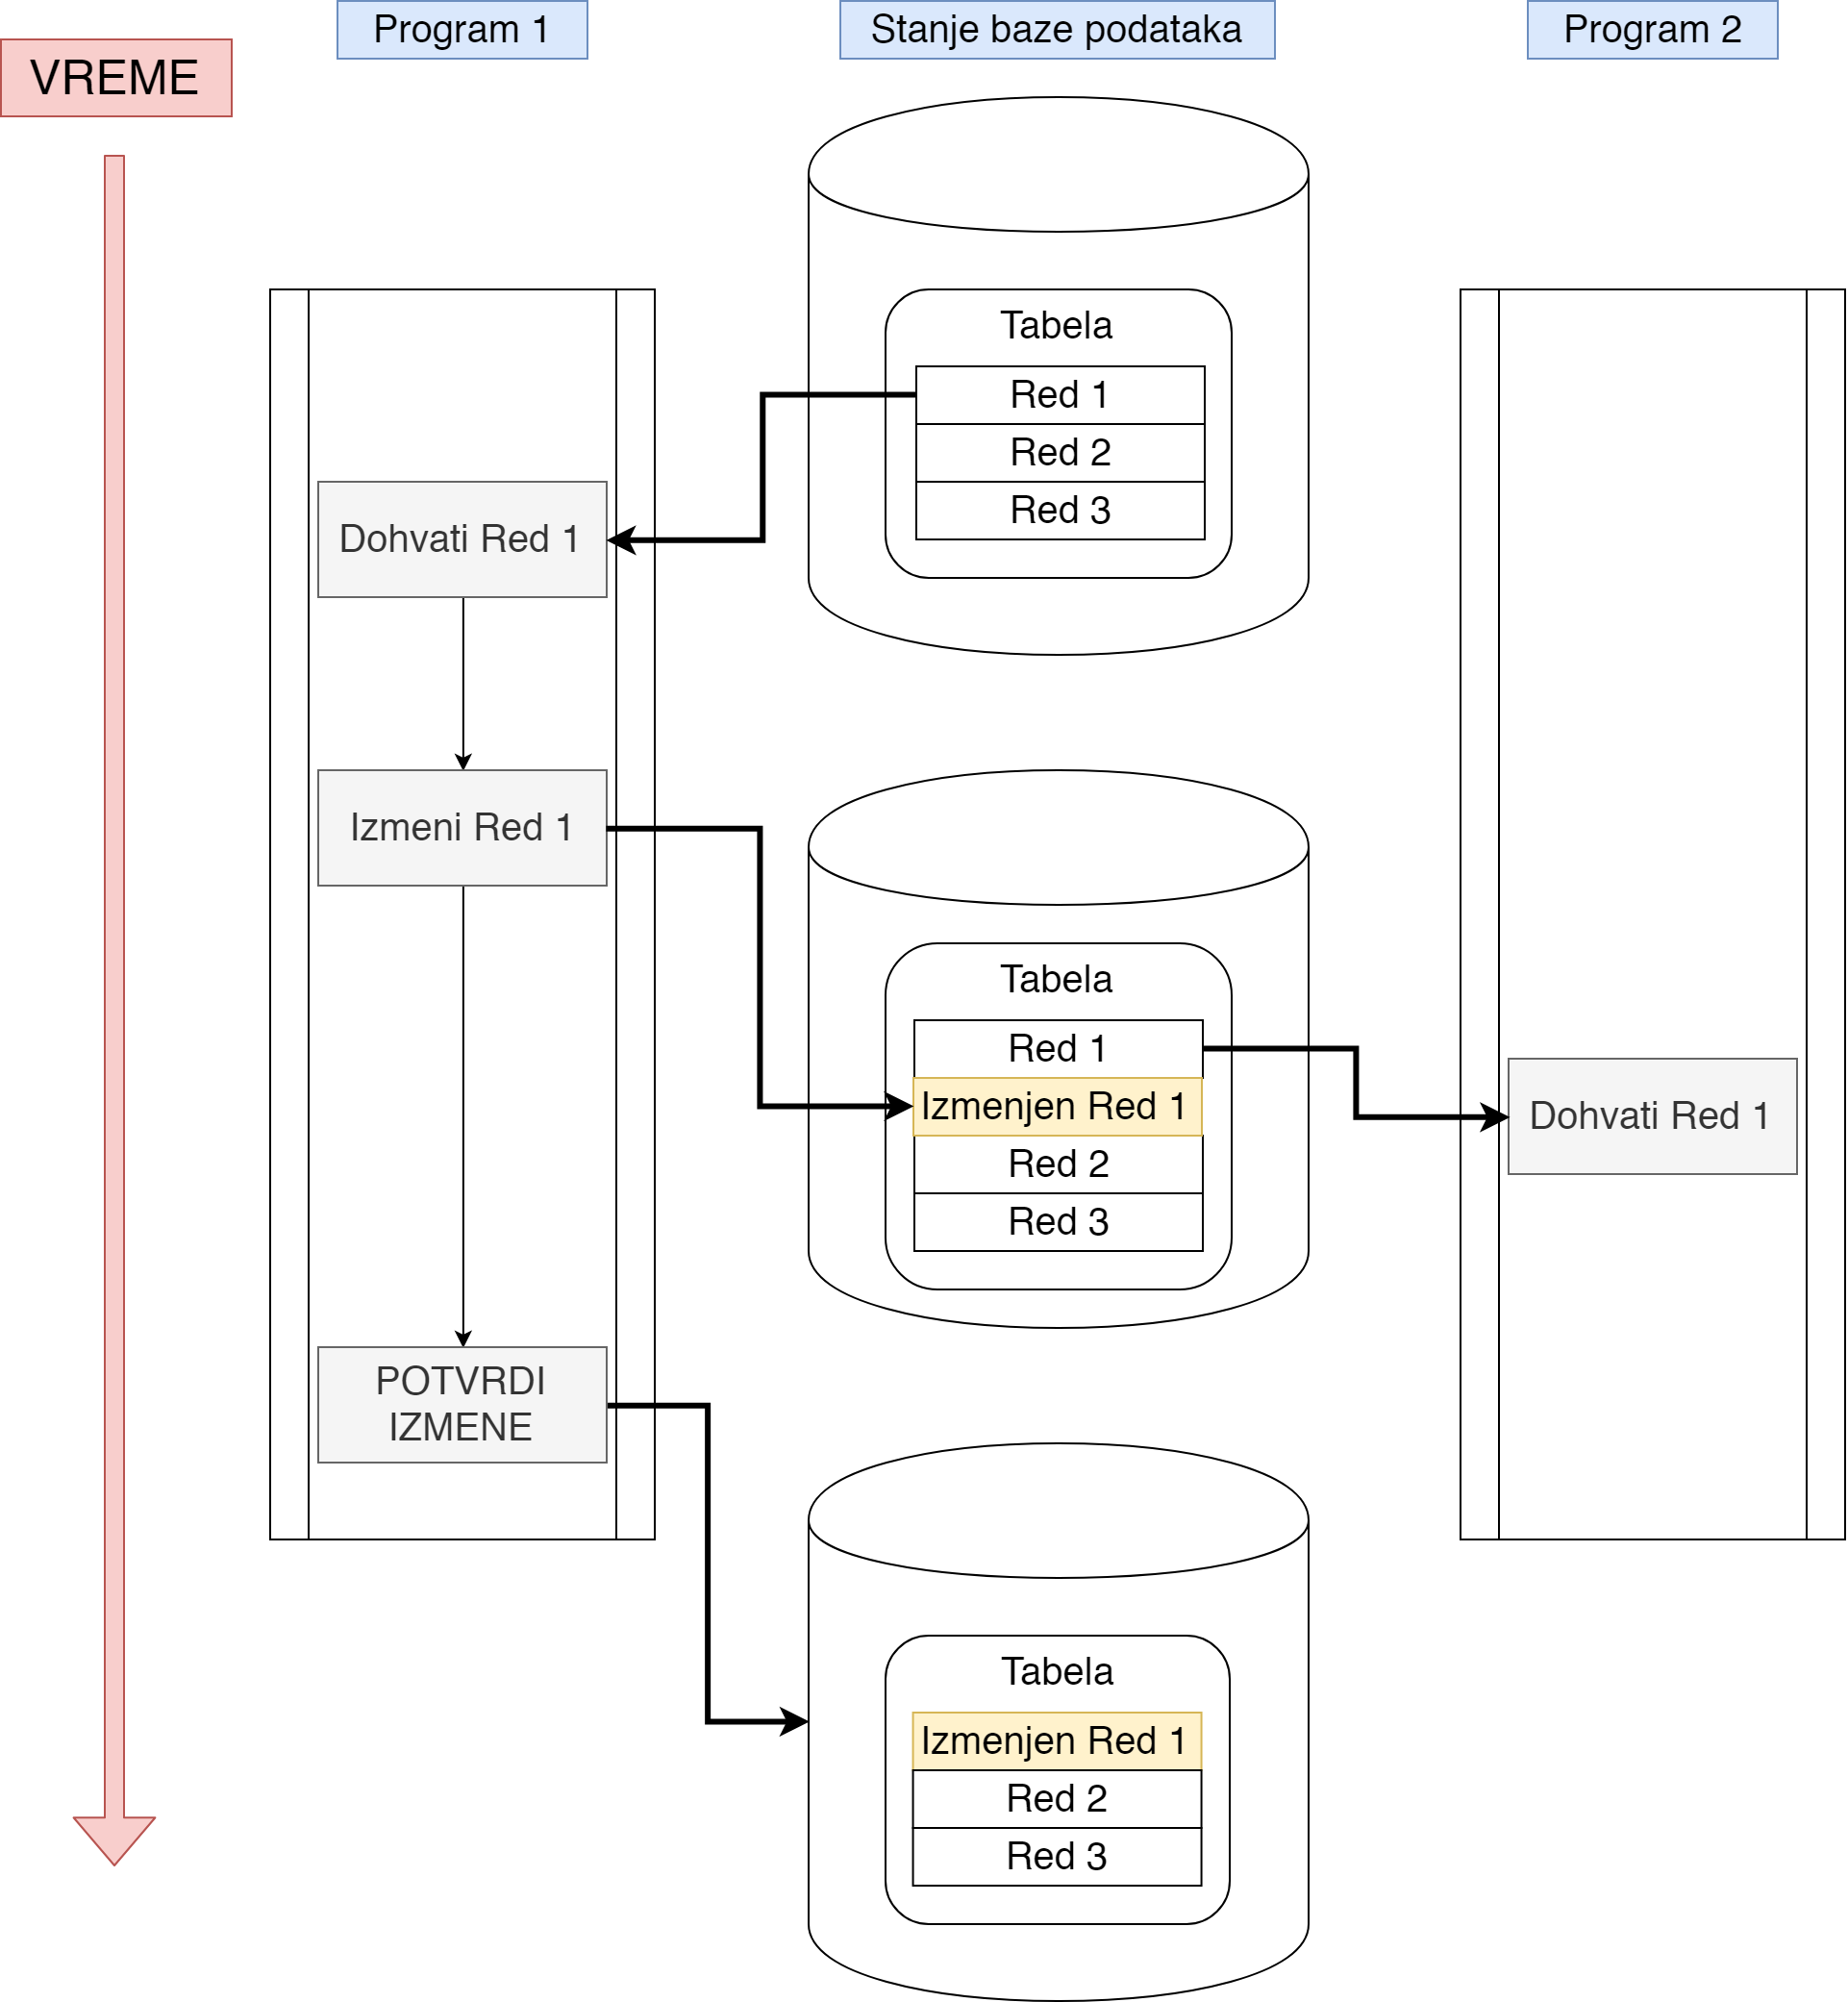 Program 1
Stanje baze podataka
Program 2
VREME
Tabela
Red 1
Red 2
Red 3
Dohvati Red 1
Izmeni Red 1
Tabela
Red 1
Izmenjen Red 1
Red 2
Red 3
Dohvati Red 1
POTVRDI
IZMENE
Tabela
Izmenjen Red 1
Red 2
Red 3